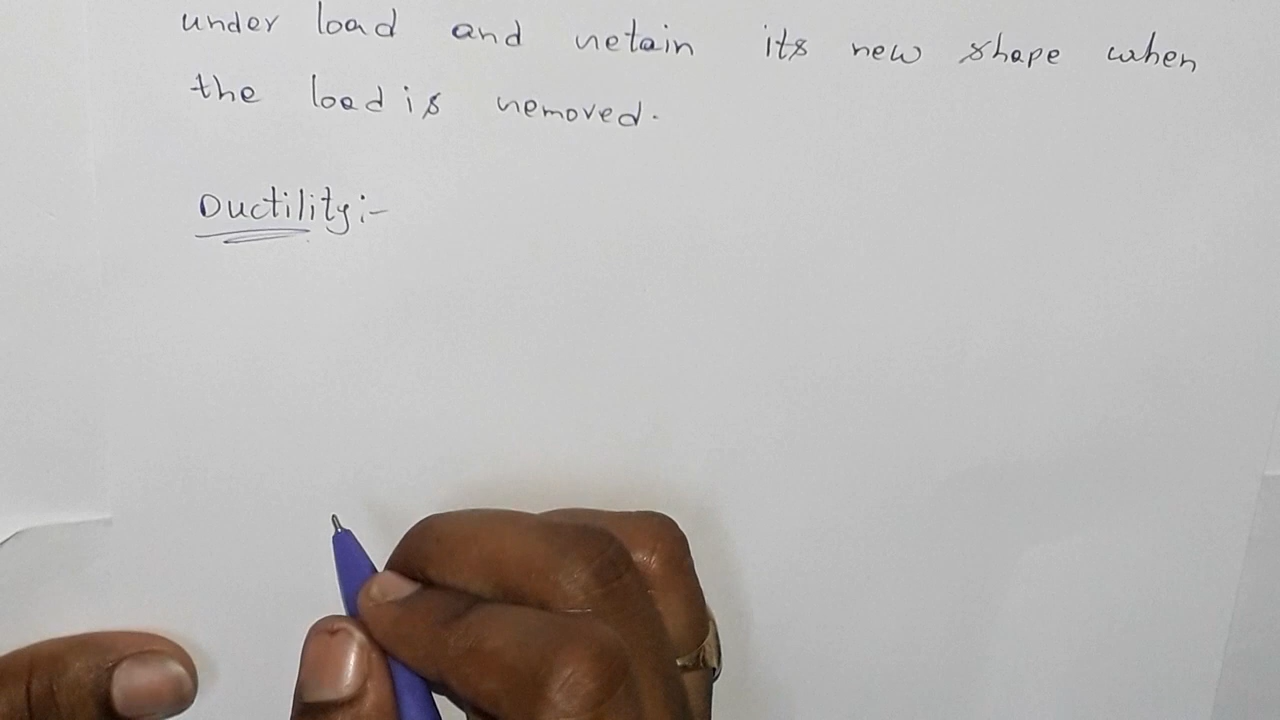 under load and retain its new shape when
the load is removed.
Ductility:-